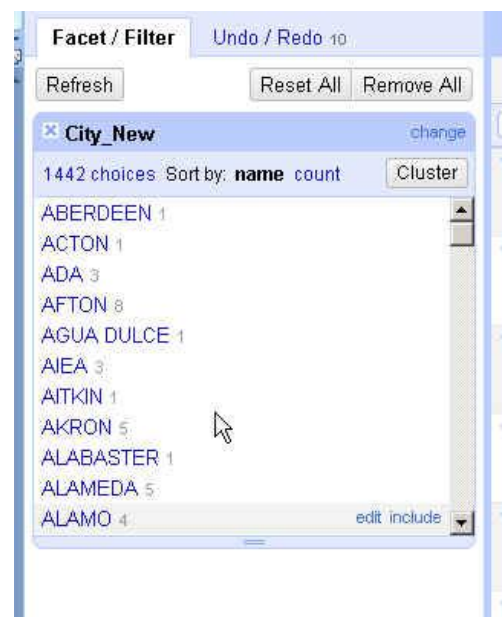 Facet / Filter Undo / Redo 10
Refresh Reset All Remove All
City_New change
1442 choices Sort by: name count Cluster
ABERDEEN 1
ACTON 1
ADA 3
AFTON 8
AGUA DULCE 1
AIEA 3
AITKIN 1
AKRON 5
ALABASTER 1
ALAMEDA 5
ALAMO 4 edit include